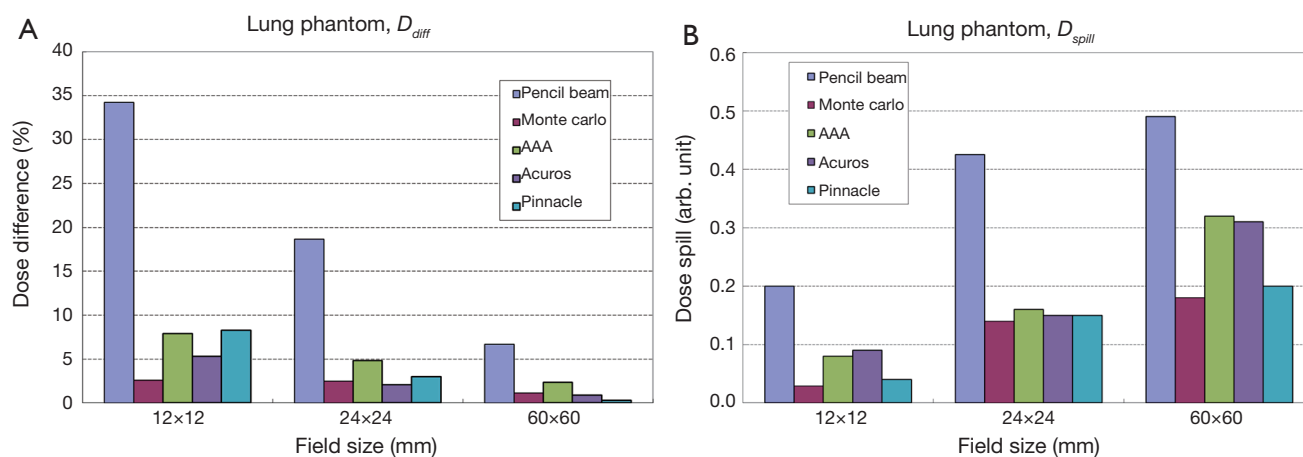 A
Lung phantom, D_diff
Dose difference (%)
40
35
30
25
20
15
10
5
0
Pencil beam
Monte carlo
AAA
Acuros
Pinnacle
12×12
24×24
60×60
Field size (mm)
B
Lung phantom, D_spill
Dose spill (arb. unit)
0.6
0.5
0.4
0.3
0.2
0.1
0.0
Pencil beam
Monte carlo
AAA
Acuros
Pinnacle
12×12
24×24
60×60
Field size (mm)